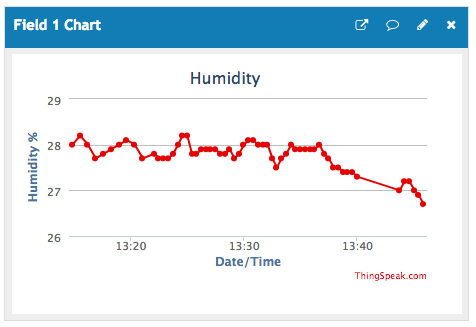 Field 1 Chart
Humidity
29
28
27
26
Humidity %
13:20 13:30 13:40
Date/Time
ThingSpeak.com